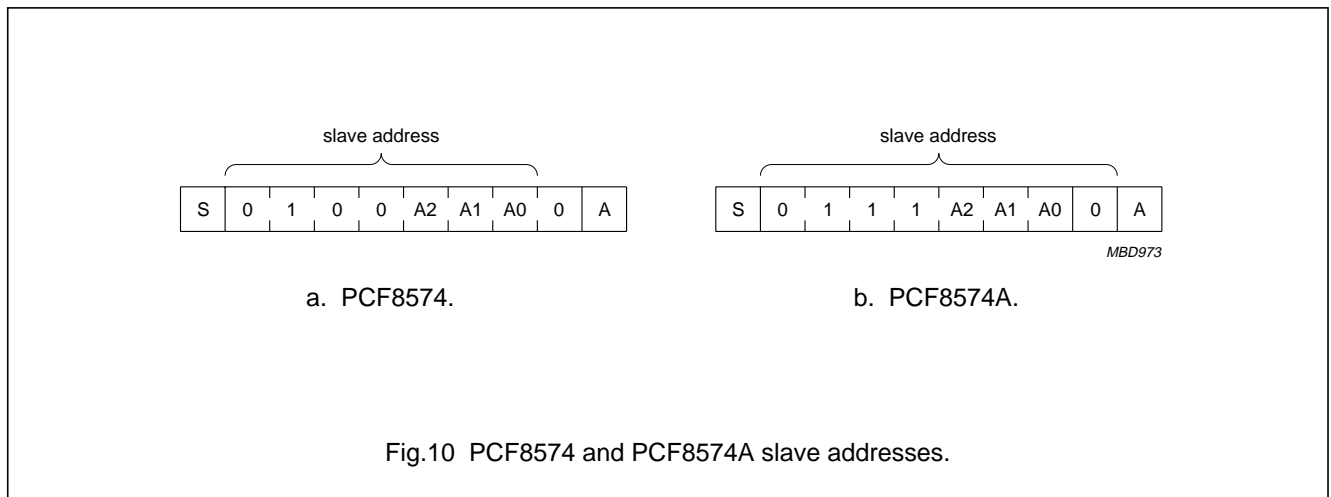 slave address
S 0 1 0 0 A2 A1 A0 0 A
a. PCF8574.
slave address
S 0 1 1 1 A2 A1 A0 0 A
MBD973
b. PCF8574A.
Fig.10 PCF8574 and PCF8574A slave addresses.